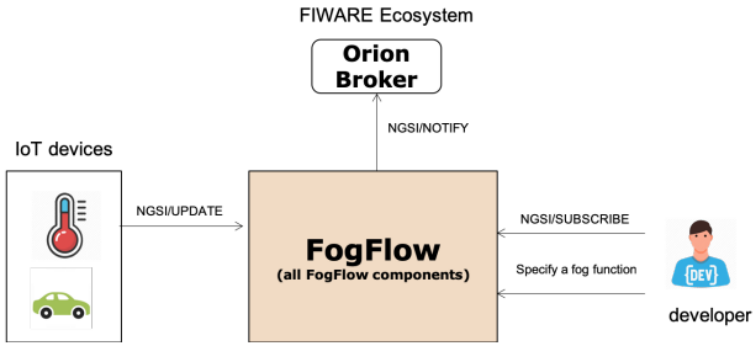 FIWARE Ecosystem
Orion
Broker
NGSI/NOTIFY
IoT devices
NGSI/UPDATE
FogFlow
(all FogFlow components)
NGSI/SUBSCRIBE
Specify a fog function
{DEV}
developer